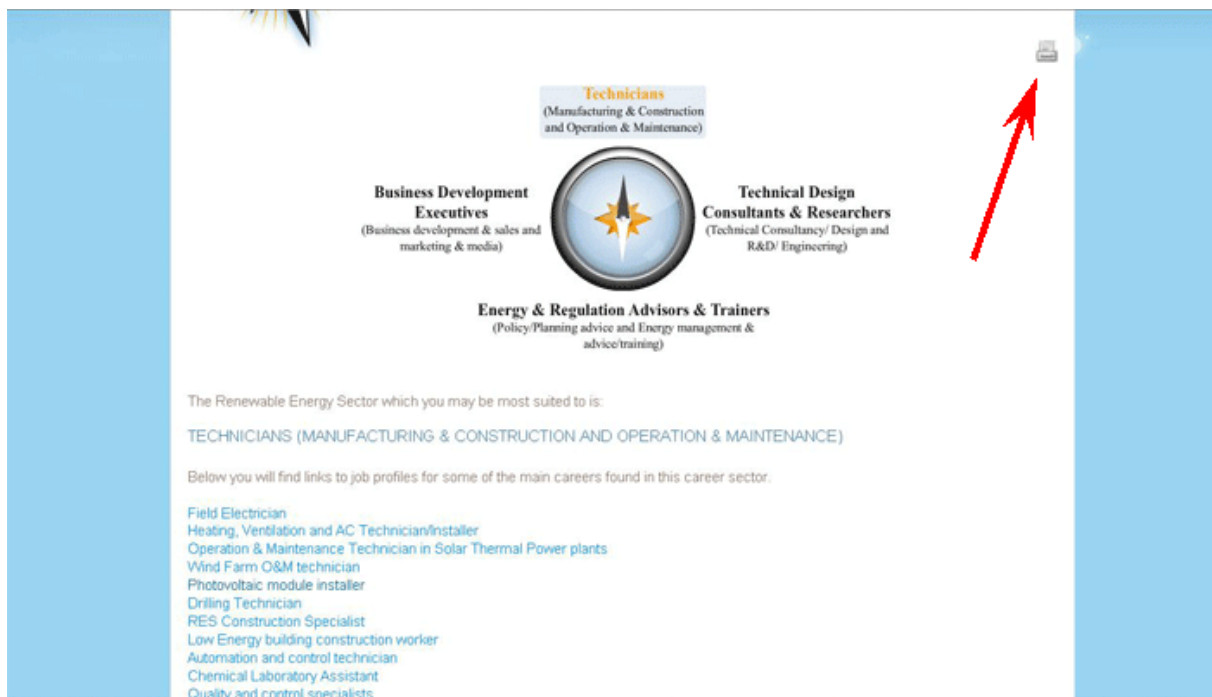 Technicians
(Manufacturing & Construction
and Operation & Maintenance)
Business Development
Executives
(Business development & sales and
marketing & media)
Technical Design
Consultants & Researchers
(Technical Consultancy/ Design and
R&D/ Engineering)
Energy & Regulation Advisors & Trainers
(Policy/Planning advice and Energy management &
advice/training)
The Renewable Energy Sector which you may be most suited to is:
TECHNICIANS (MANUFACTURING & CONSTRUCTION AND OPERATION & MAINTENANCE)
Below you will find links to job profiles for some of the main careers found in this career sector.
Field Electrician
Heating, Ventilation and AC Technician/Installer
Operation & Maintenance Technician in Solar Thermal Power plants
Wind Farm O&M technician
Photovoltaic module installer
Drilling Technician
RES Construction Specialist
Low Energy building construction worker
Automation and control technician
Chemical Laboratory Assistant
Quality and control specialists